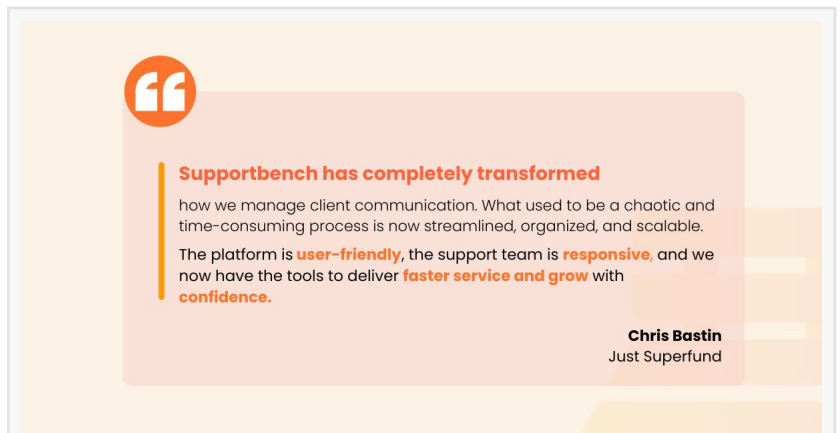 Supportbench has completely transformed
how we manage client communication. What used to be a chaotic and
time-consuming process is now streamlined, organized, and scalable.
The platform is user-friendly, the support team is responsive, and we
now have the tools to deliver faster service and grow with
confidence.
Chris Bastin
Just Superfund